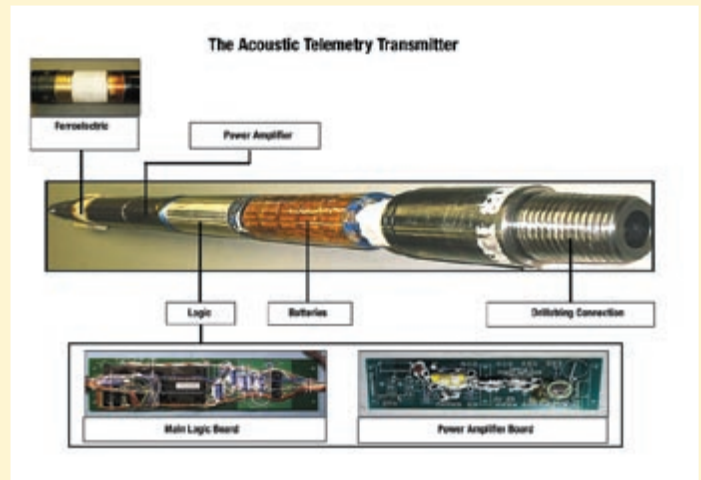 The Acoustic Telemetry Transmitter
Ferroelectric
Power Amplifier
Logic
Batteries
Drillstring Connection
Main Logic Board
Power Amplifier Board